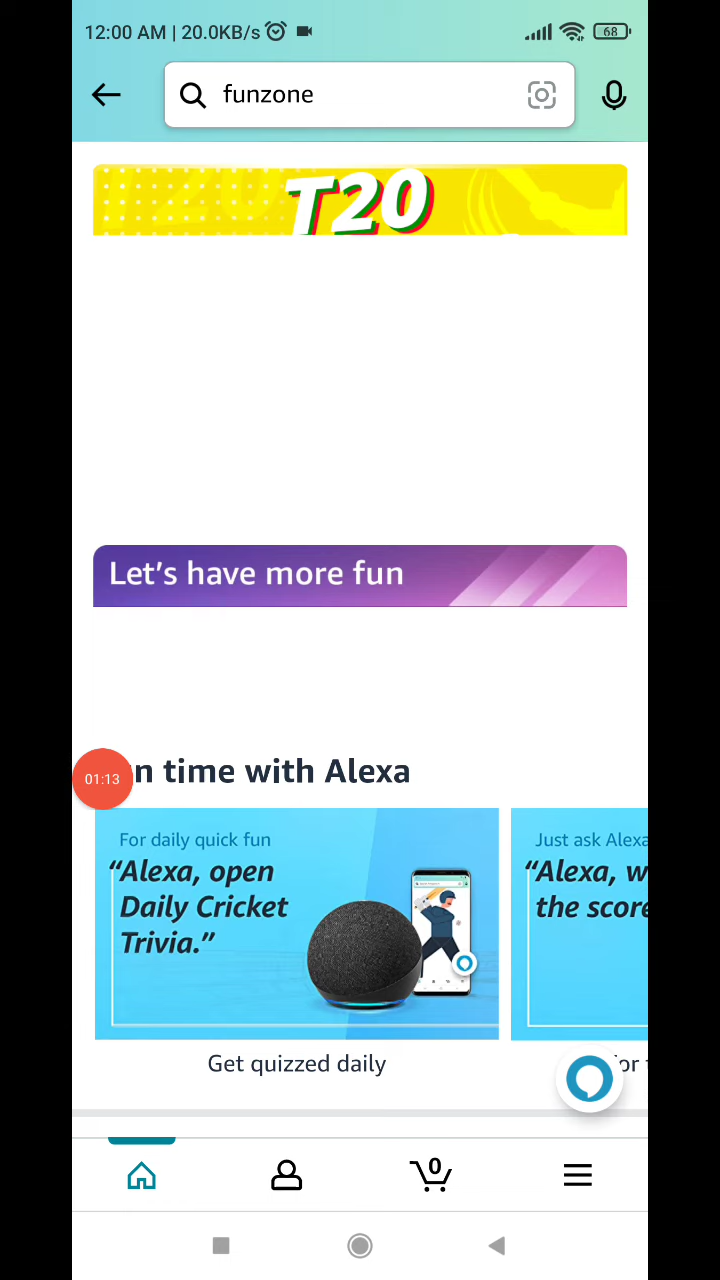 12:00 AM | 20.0KB/s
68
funzone
T20
Let's have more fun
n time with Alexa
01:13
For daily quick fun
“Alexa, open
Daily Cricket
Trivia.”
Just ask Alexa
“Alexa, w
the score
Get quizzed daily
for
0